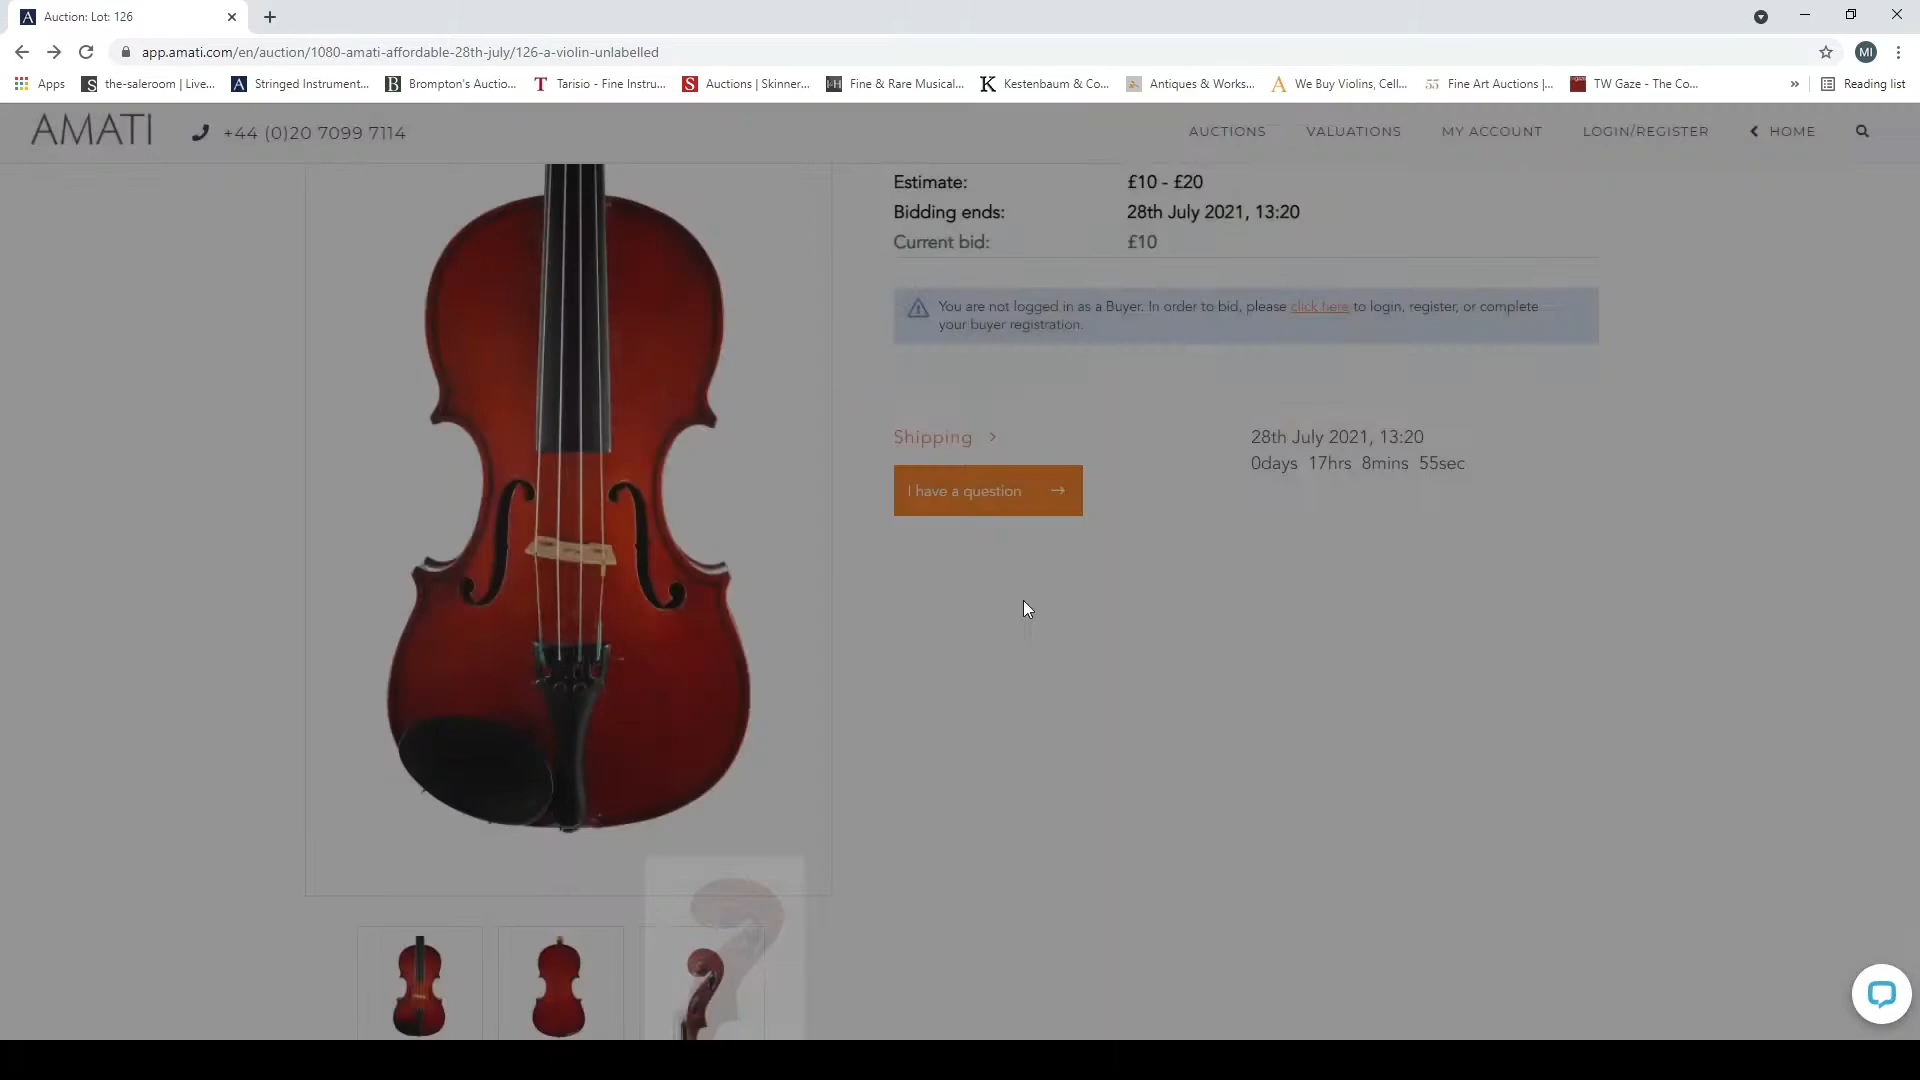 Auction: Lot: 126
app.amati.com/en/auction/1080-amati-affordable-28th-july/126-a-violin-unlabelled
MI
Apps
the-saleroom | Live...
Stringed Instrument...
Brompton's Auctio...
Tarisio - Fine Instru...
Auctions | Skinner...
Fine & Rare Musical...
Kestenbaum & Co...
Antiques & Works...
We Buy Violins, Cell...
Fine Art Auctions |...
TW Gaze - The Co...
Reading list
AMATI
+44 (0)20 7099 7114
AUCTIONS
VALUATIONS
MY ACCOUNT
LOGIN/REGISTER
HOME
Estimate: £10 - £20
Bidding ends: 28th July 2021, 13:20
Current bid: £10
You are not logged in as a Buyer. In order to bid, please click here to login, register, or complete
your buyer registration.
Shipping
28th July 2021, 13:20
0days 17hrs 8mins 55sec
I have a question